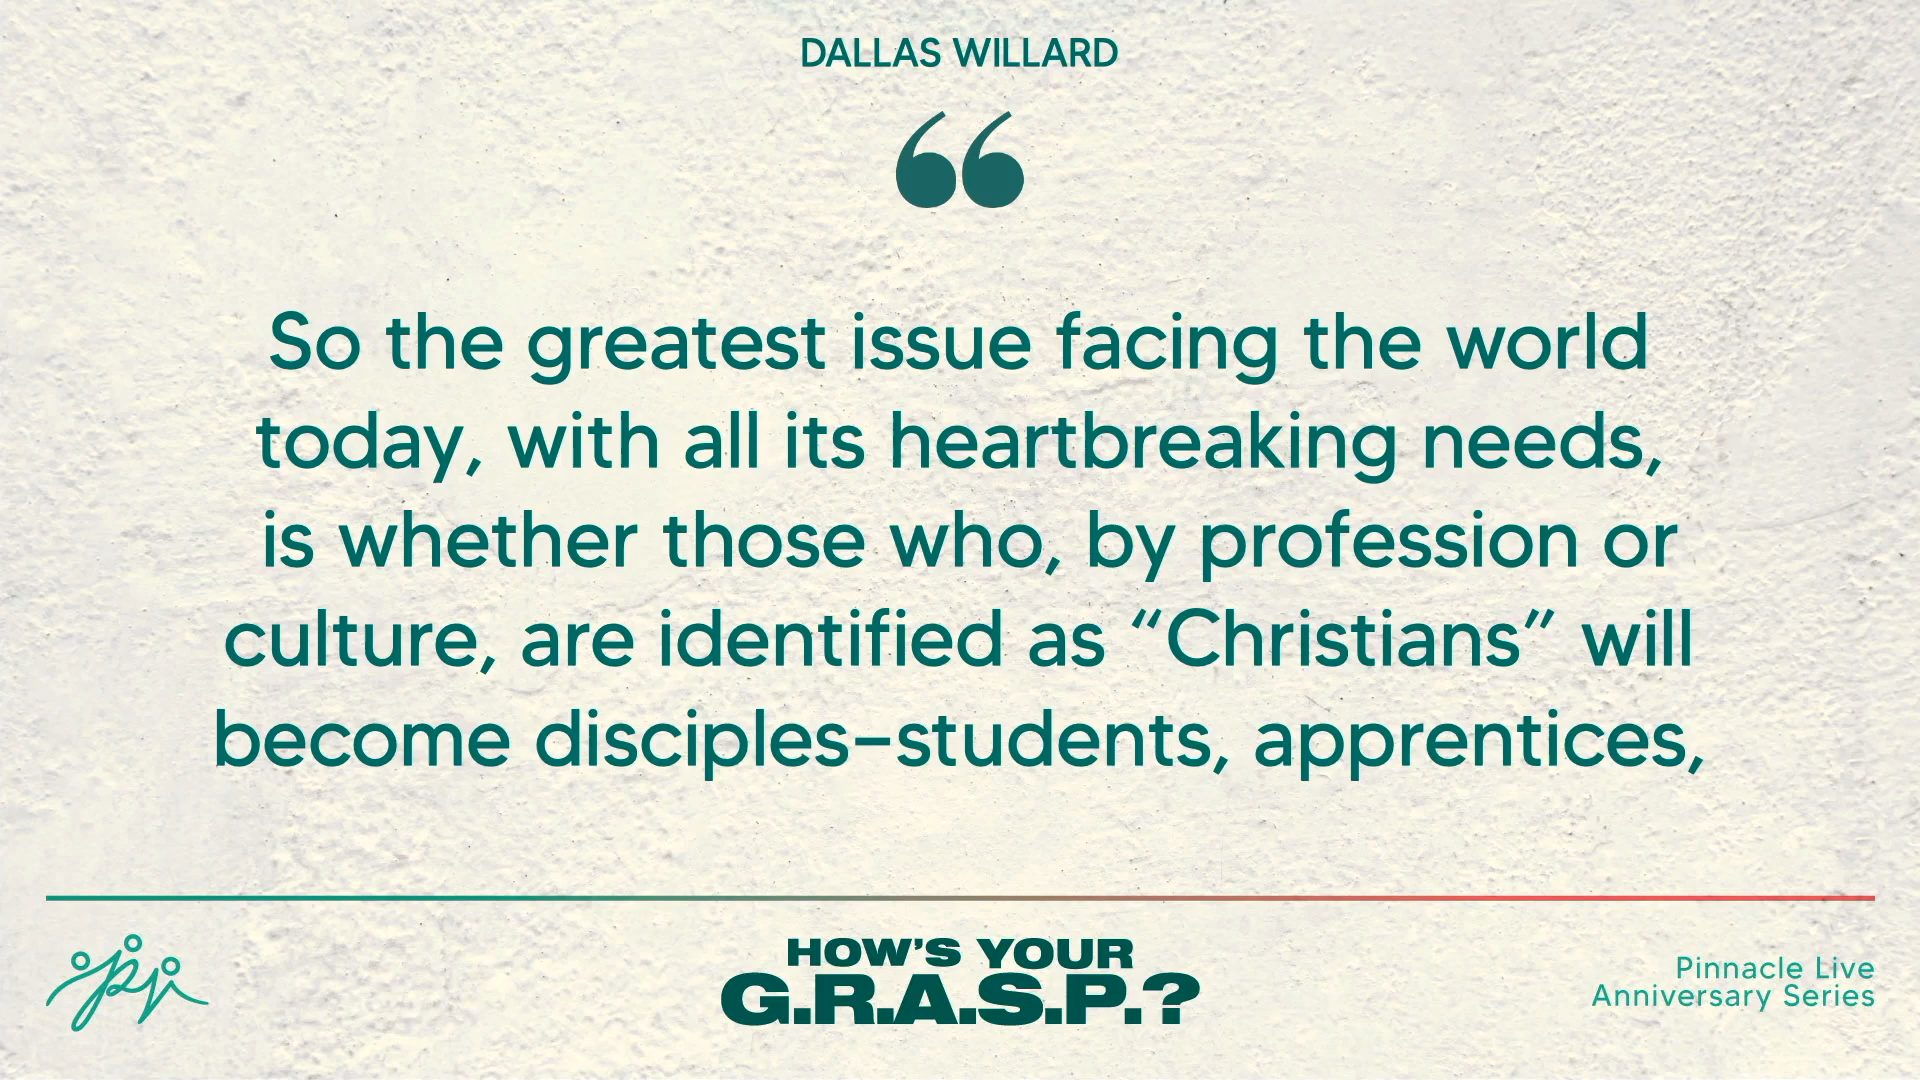 DALLAS WILLARD
“
So the greatest issue facing the world
today, with all its heartbreaking needs,
is whether those who, by profession or
culture, are identified as “Christians” will
become disciples–students, apprentices,
HOW'S YOUR
G.R.A.S.P.?
Pinnacle Live
Anniversary Series